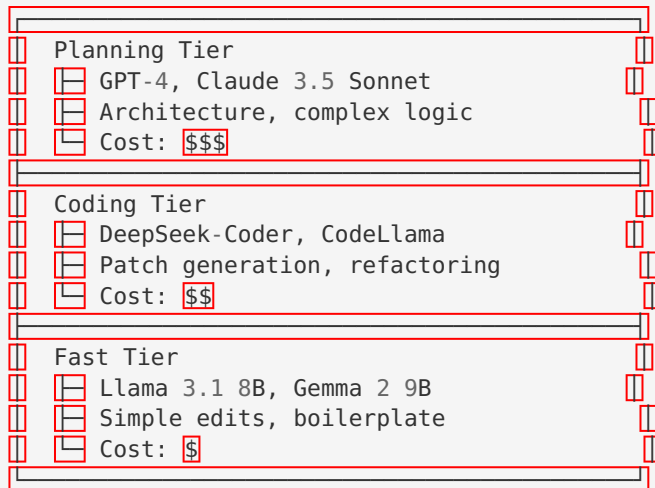 Planning Tier
├─ GPT-4, Claude 3.5 Sonnet
├─ Architecture, complex logic
└─ Cost: $$$
Coding Tier
├─ DeepSeek-Coder, CodeLlama
├─ Patch generation, refactoring
└─ Cost: $$
Fast Tier
├─ Llama 3.1 8B, Gemma 2 9B
├─ Simple edits, boilerplate
└─ Cost: $